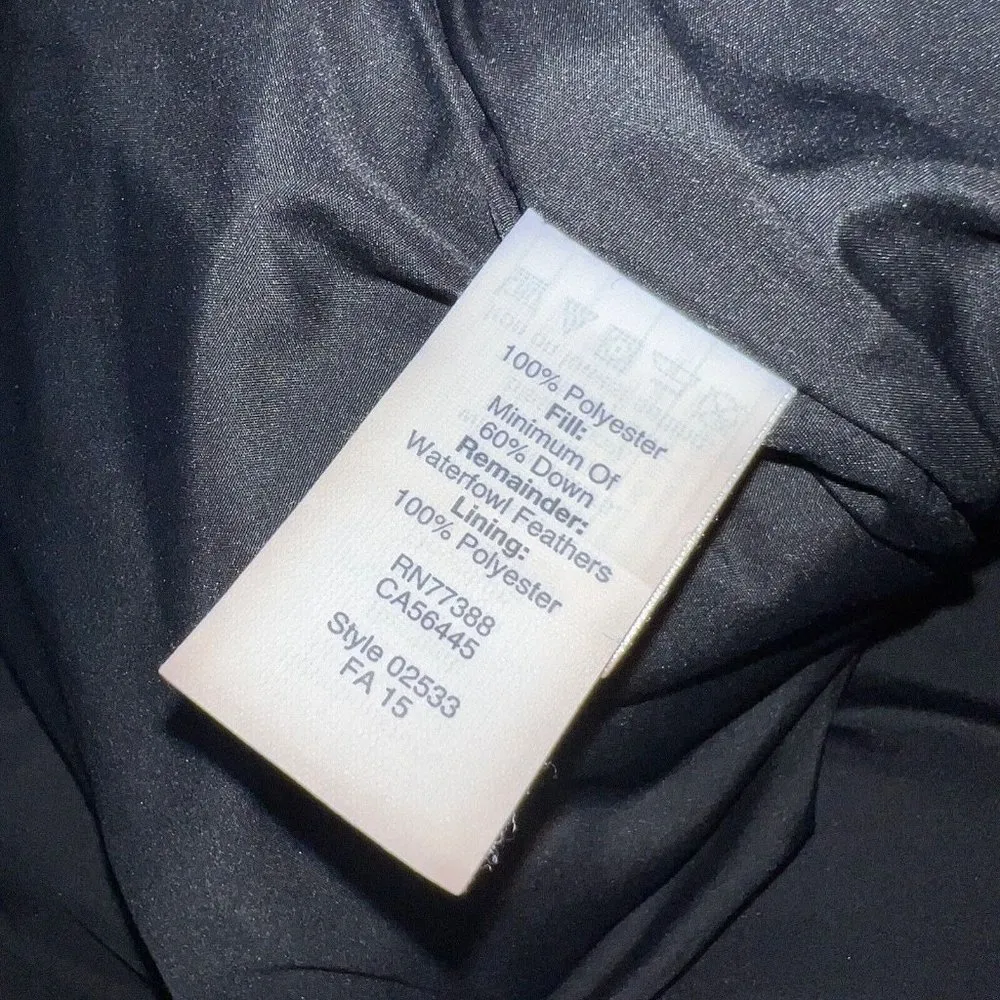 100% Polyester
Fill:
Minimum Of
60% Down
Remainder:
Waterfowl Feathers
Lining:
100% Polyester
RN77388
CA56445
Style 02533
FA 15